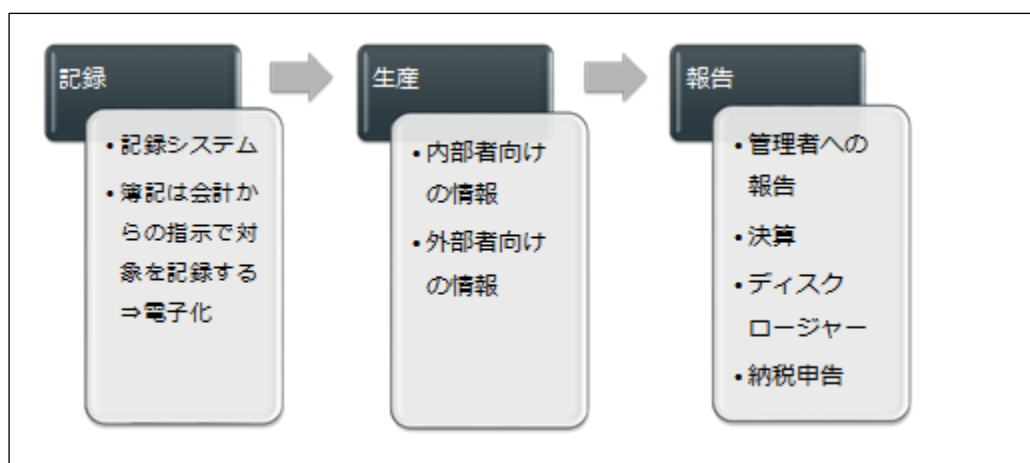 記録
・記録システム
・簿記は会計か
らの指示で対
象を記録する
⇒電子化
生産
・内部者向け
の情報
・外部者向け
の情報
報告
・管理者への
報告
・決算
・ディスク
ロージャー
・納税申告